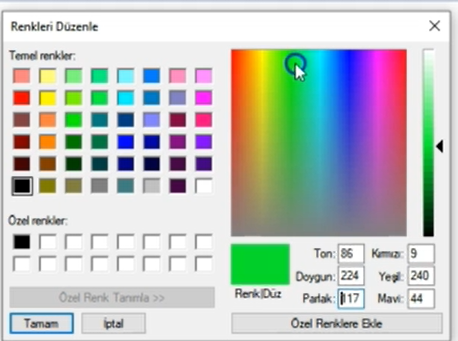 Renkleri Düzenle
Temel renkler:
Özel renkler:
Özel Renk Tanımla >>
Tamam
İptal
Renk|Düz
Ton: 86
Kırmızı: 9
Doygun: 224
Yeşil: 240
Parlak: 117
Mavi: 44
Özel Renklere Ekle